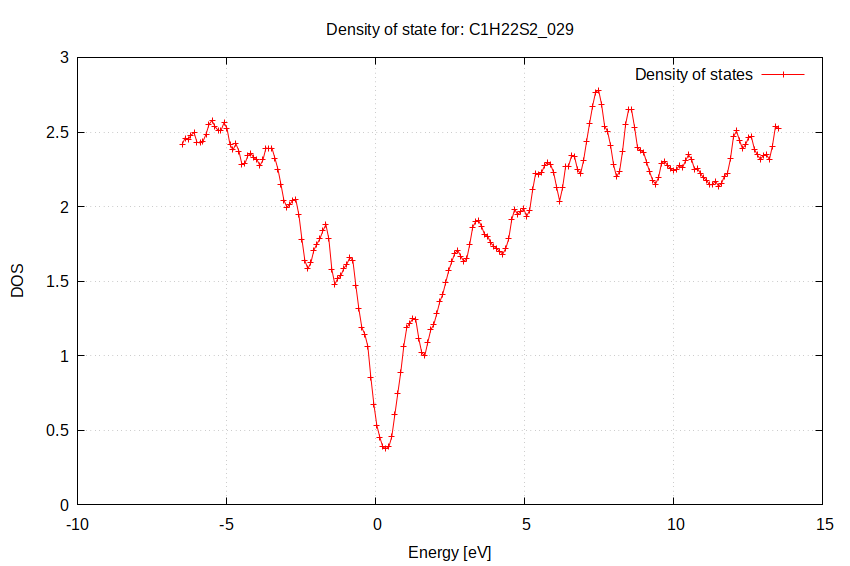 Density of state for: C1H22S2_029
Density of states
DOS
3
2.5
2
1.5
1
0.5
0
-10 -5 0 5 10 15
Energy [eV]